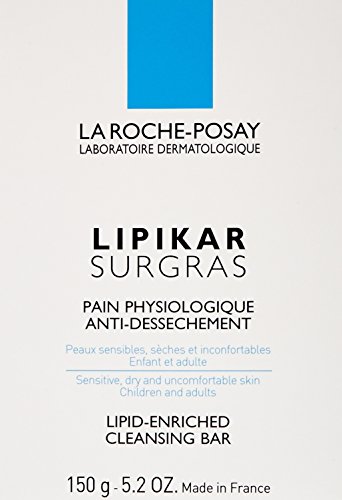 LA ROCHE-POSAY
LABORATOIRE DERMATOLOGIQUE
LIPIKAR
SURGRAS
PAIN PHYSIOLOGIQUE
ANTI-DESSECHEMENT
Peaux sensibles, sèches et inconfortables
Enfant et adulte
Sensitive, dry and uncomfortable skin
Children and adults
LIPID-ENRICHED
CLEANSING BAR
150 g - 5.2 OZ. Made in France